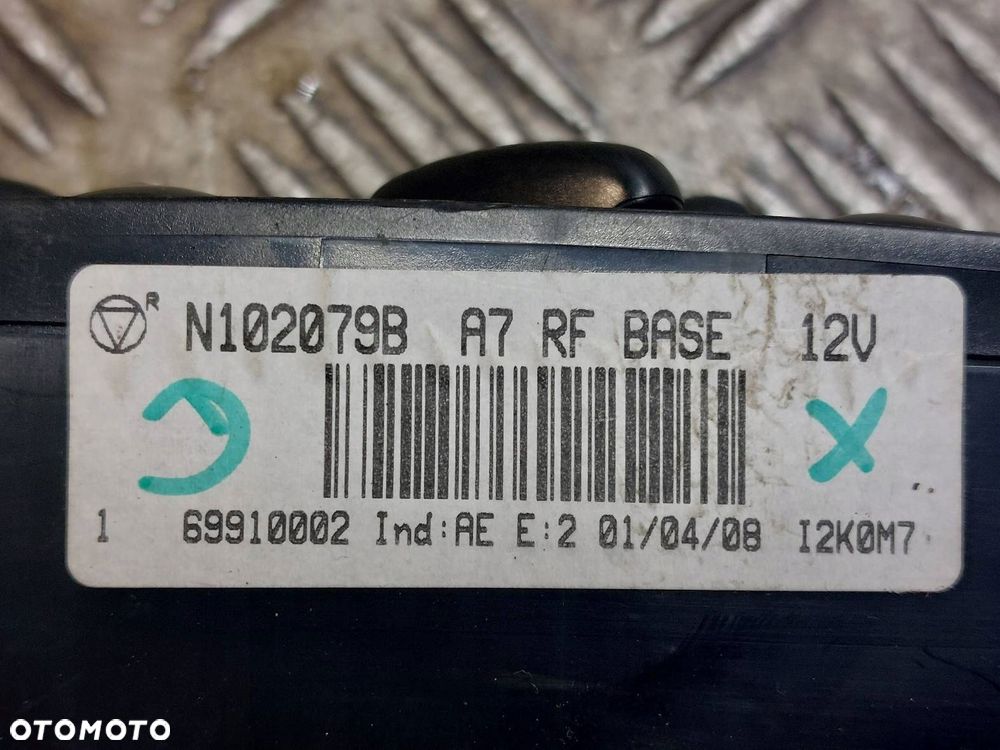 R N102079B A7 RF BASE 12V
1 69910002 Ind:AE E:2 01/04/08 I2K0M7
OTOMOTO